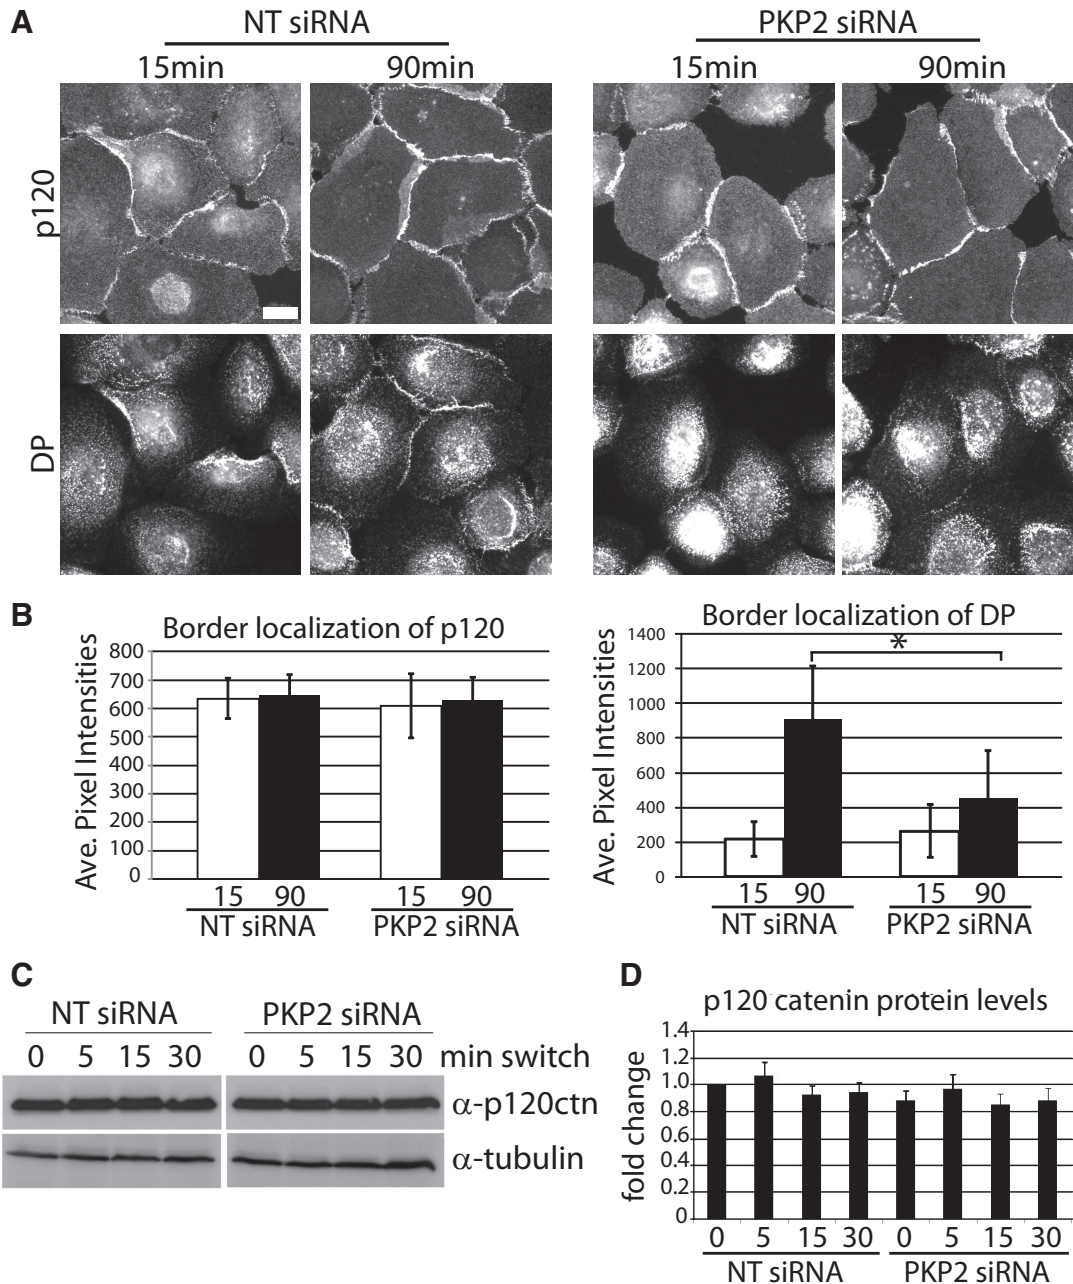 A
NT siRNA
PKP2 siRNA
15min
90min
15min
90min
p120
DP
B
Border localization of p120
Ave. Pixel Intensities
800
700
600
500
400
300
200
100
0
15 90 15 90
NT siRNA PKP2 siRNA
Border localization of DP
Ave. Pixel Intensities
1400
1200
1000
800
600
400
200
0
*
15 90 15 90
NT siRNA PKP2 siRNA
C
NT siRNA PKP2 siRNA
0 5 15 30 0 5 15 30 min switch
α-p120ctn
α-tubulin
D
p120 catenin protein levels
fold change
1.4
1.2
1.0
0.8
0.6
0.4
0.2
0
0 5 15 30 0 5 15 30
NT siRNA PKP2 siRNA